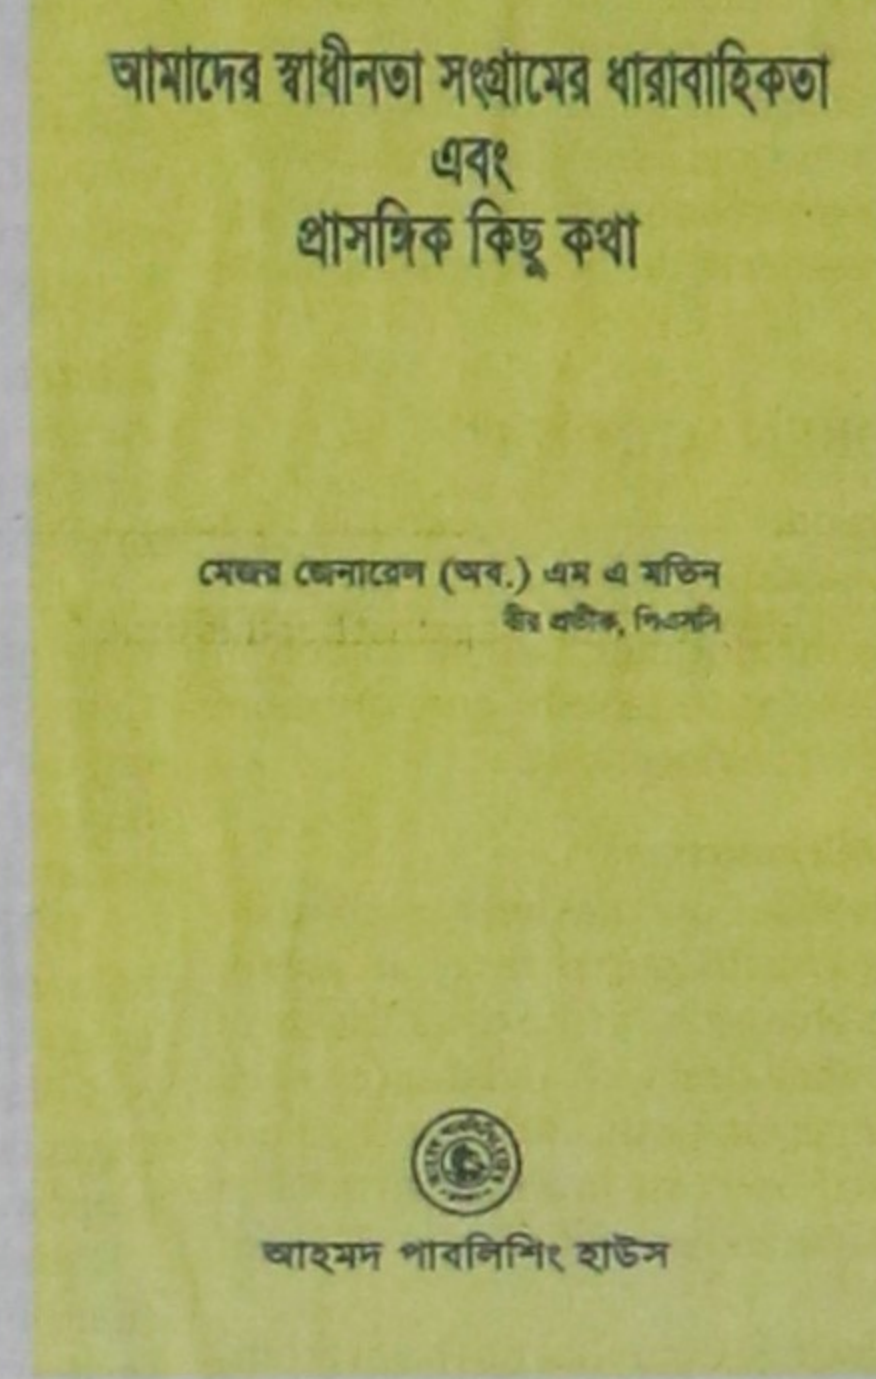 আমাদের স্বাধীনতা সংগ্রামের ধারাবাহিকতা
এবং
প্রাসঙ্গিক কিছু কথা
মেজর জেনারেল (অব.) এম এ মতিন
বীর প্রতীক, পিএসসি
আহমদ পাবলিশিং হাউস